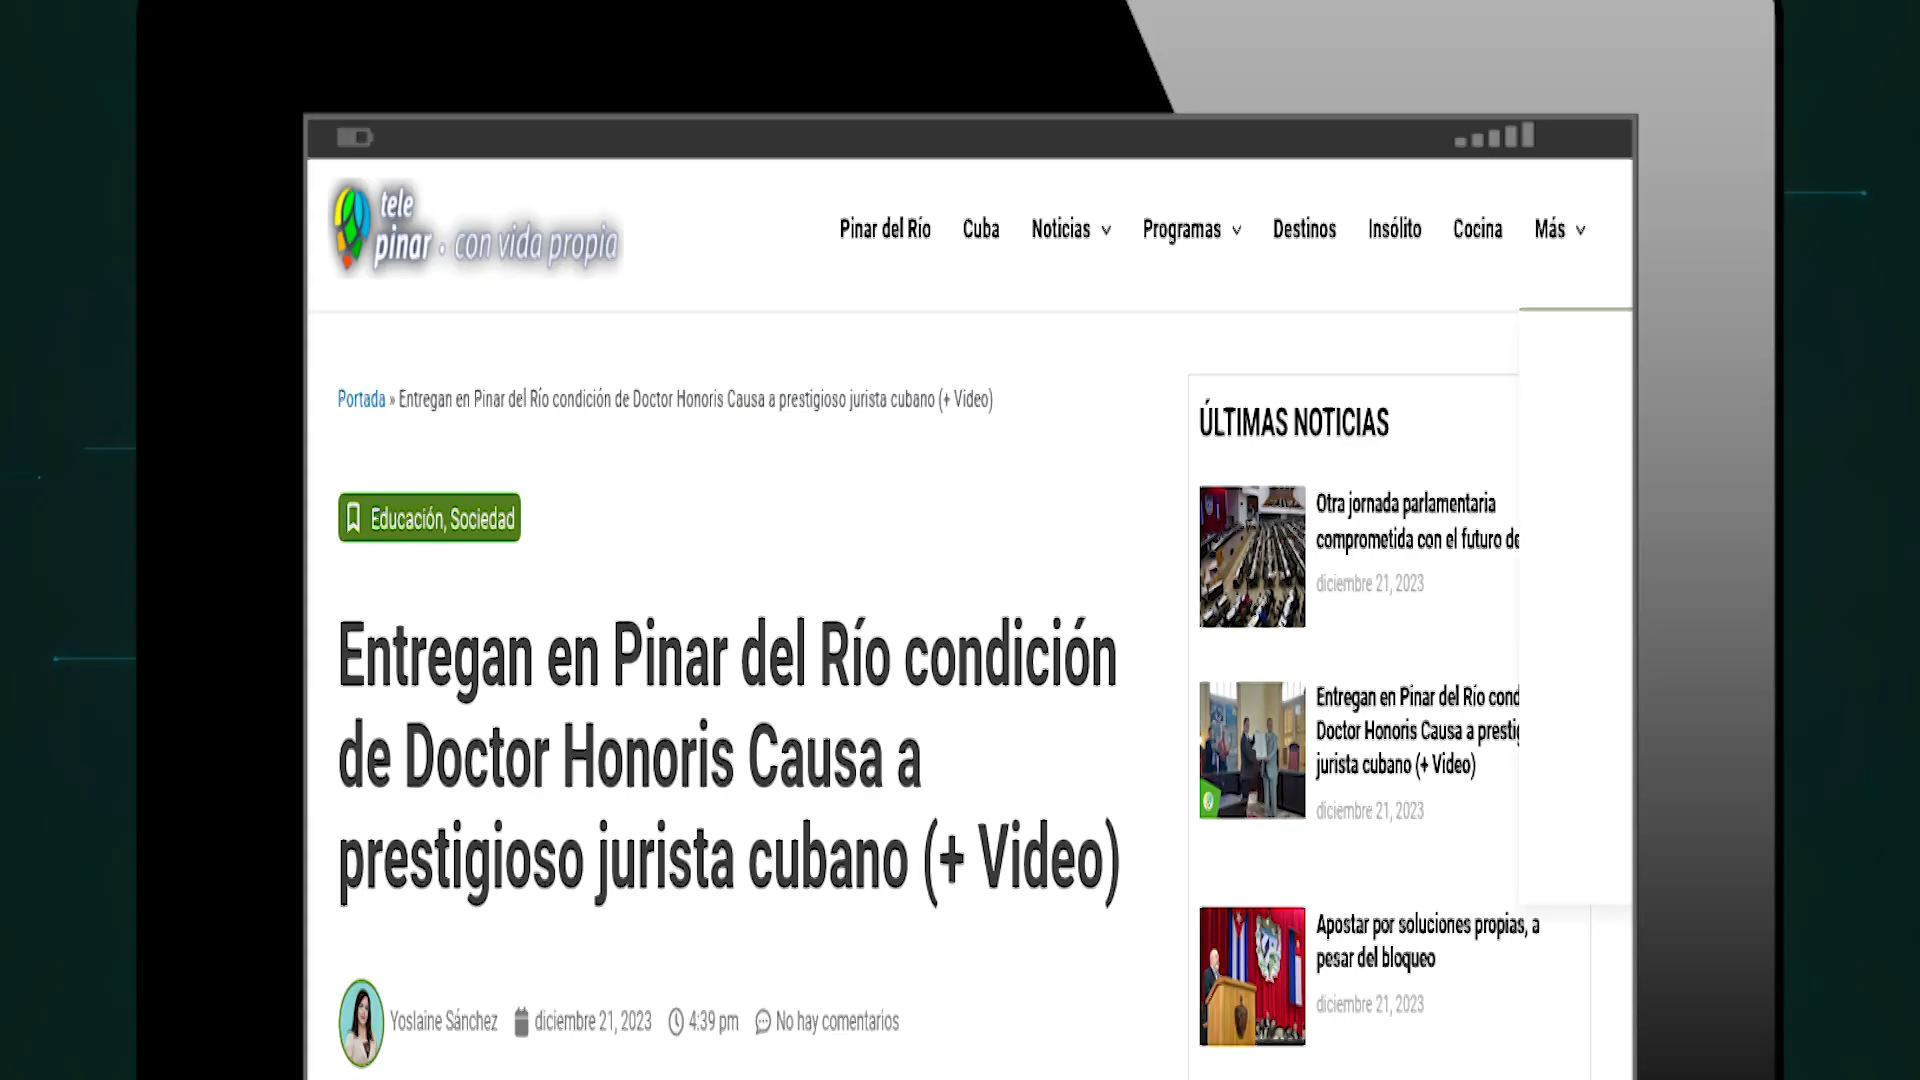 tele
pinar · con vida propia
Pinar del Río Cuba Noticias Programas Destinos Insólito Cocina Más
Portada » Entregan en Pinar del Río condición de Doctor Honoris Causa a prestigioso jurista cubano (+ Video)
Educación, Sociedad
Entregan en Pinar del Río condición
de Doctor Honoris Causa a
prestigioso jurista cubano (+ Video)
Yoslaine Sánchez diciembre 21, 2023 4:39 pm No hay comentarios
ÚLTIMAS NOTICIAS
Otra jornada parlamentaria
comprometida con el futuro de
diciembre 21, 2023
Entregan en Pinar del Río cond
Doctor Honoris Causa a prestig
jurista cubano (+ Video)
diciembre 21, 2023
Apostar por soluciones propias, a
pesar del bloqueo
diciembre 21, 2023